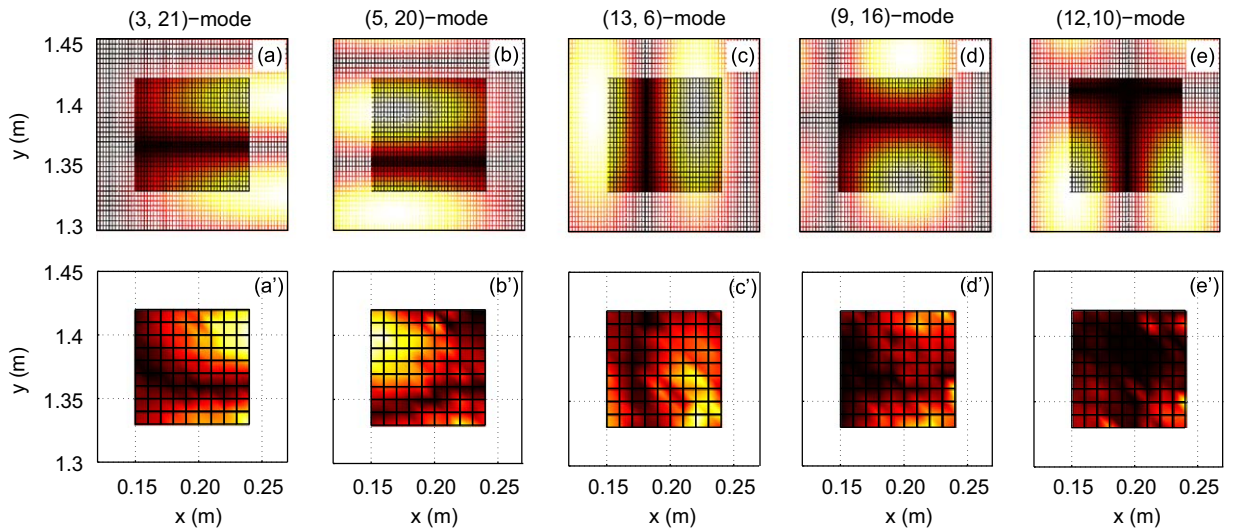 (3, 21)−mode (5, 20)−mode (13, 6)−mode (9, 16)−mode (12,10)−mode
1.45 (a) (b) (c) (d) (e)
1.4
y (m)
1.35
1.3
1.45 (a’) (b’) (c’) (d’) (e’)
1.4
y (m)
1.35
1.3
0.15 0.20 0.25 0.15 0.20 0.25 0.15 0.20 0.25 0.15 0.20 0.25 0.15 0.20 0.25
x (m) x (m) x (m) x (m) x (m)